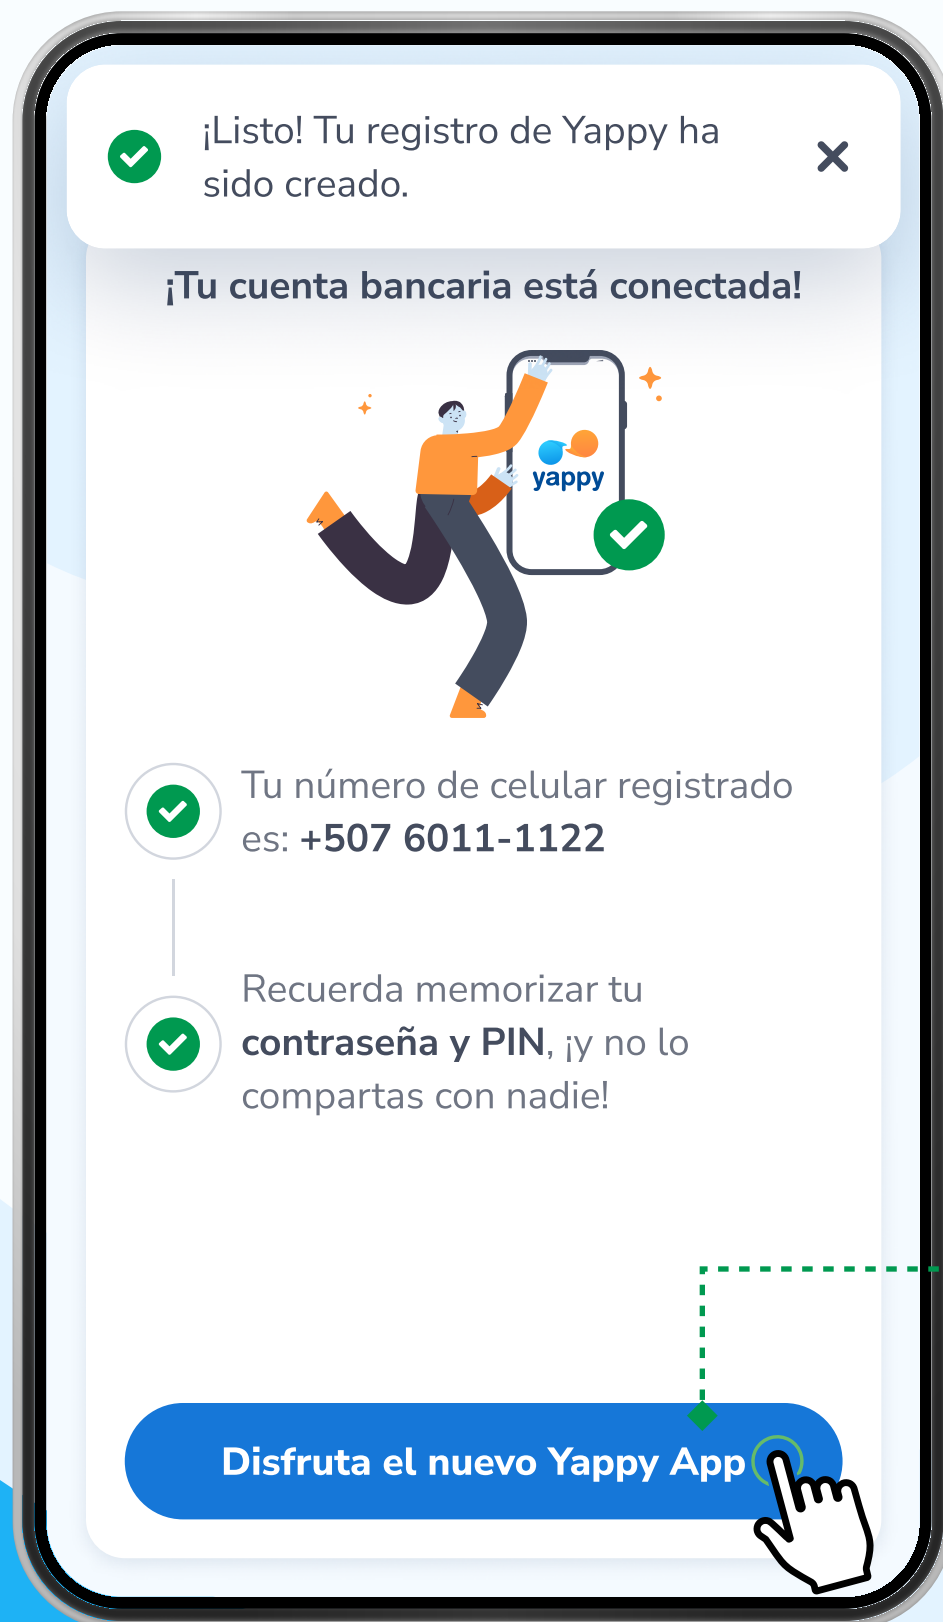 ¡Listo! Tu registro de Yappy ha
sido creado.
¡Tu cuenta bancaria está conectada!
yappy
Tu número de celular registrado
es: +507 6011-1122
Recuerda memorizar tu
contraseña y PIN, ¡y no lo
compartas con nadie!
Disfruta el nuevo Yappy App